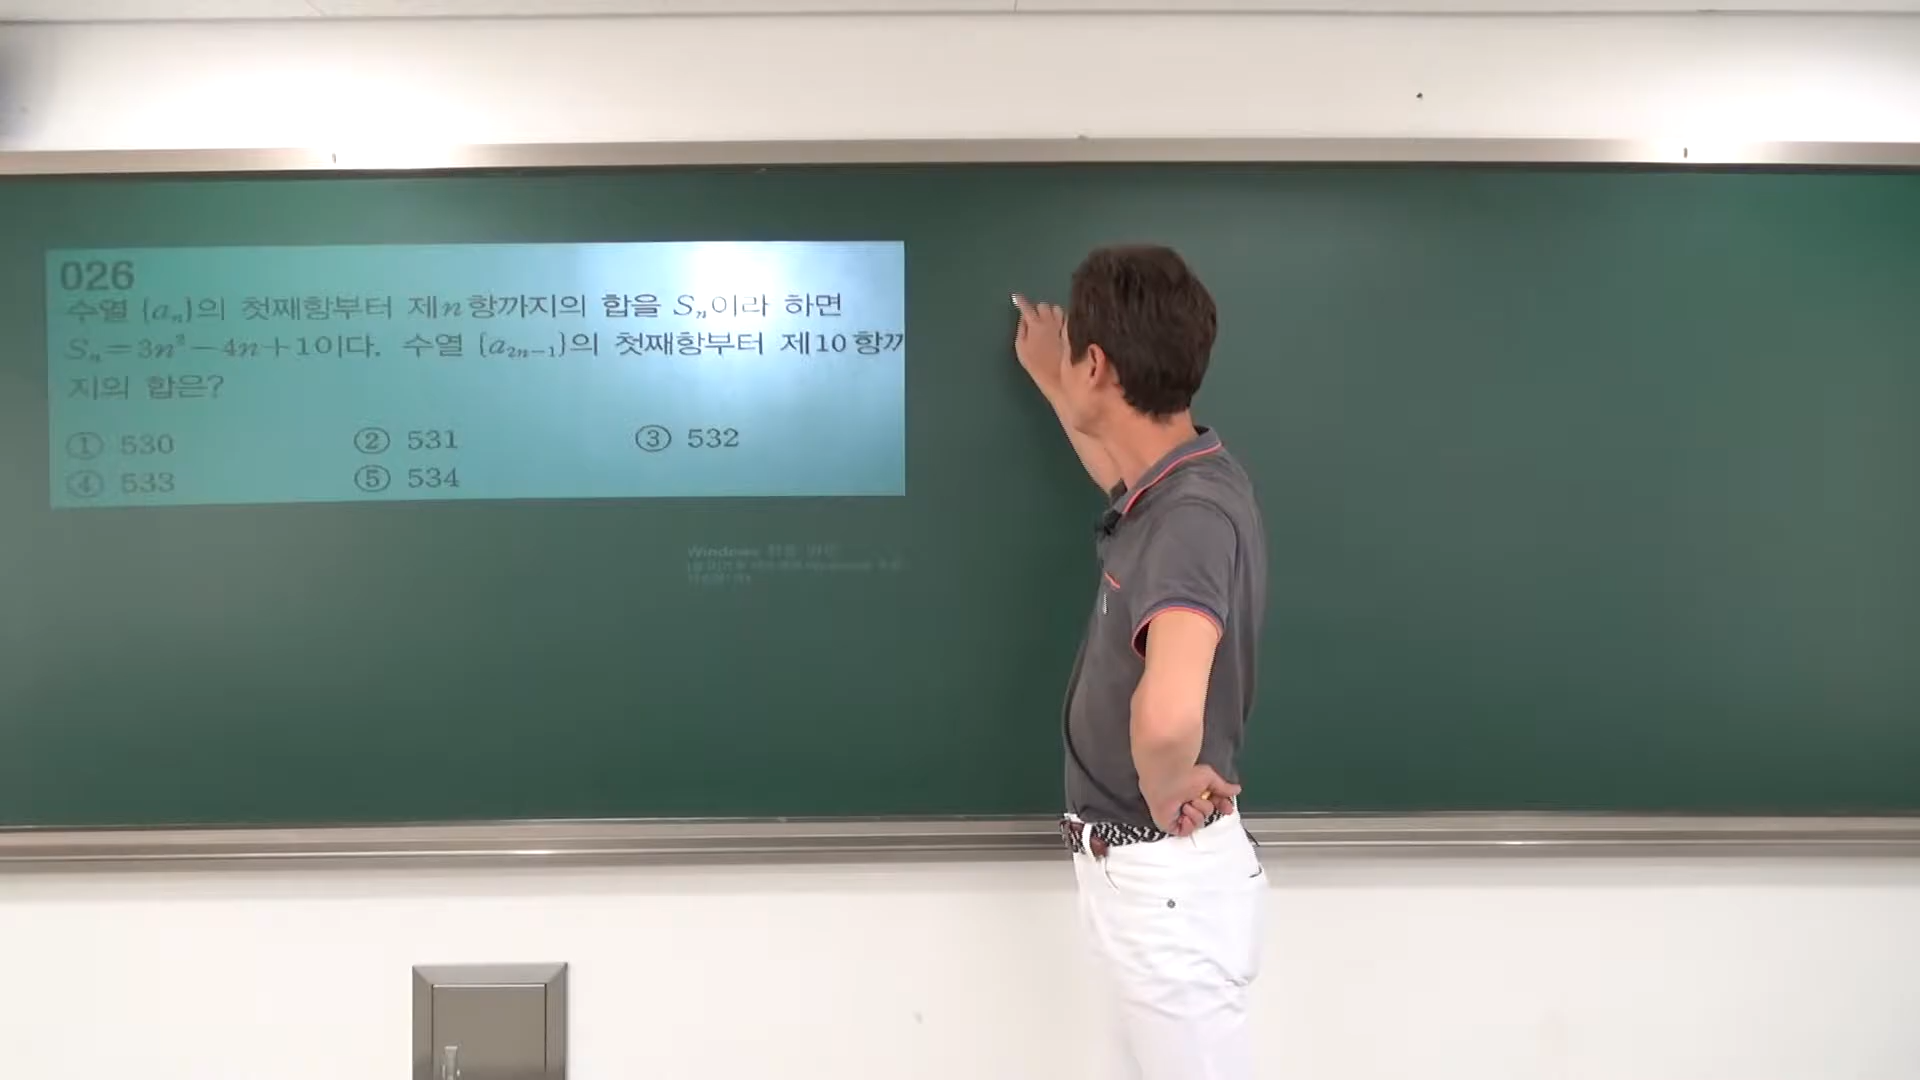 026
수열 {aₙ}의 첫째항부터 제n항까지의 합을 Sₙ이라 하면
Sₙ=3n²-4n+1이다. 수열 {a₂ₙ₋₁}의 첫째항부터 제10항까
지의 합은?
① 530 ② 531 ③ 532
④ 533 ⑤ 534
Windows